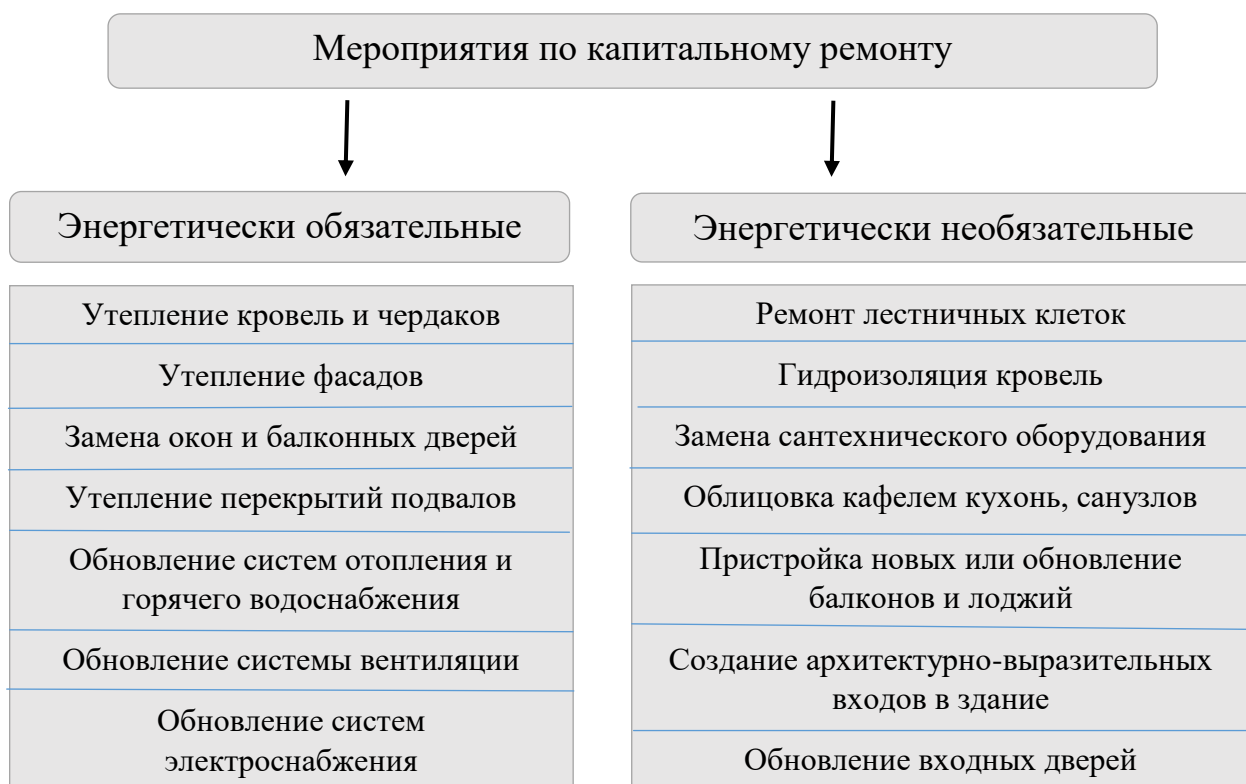 Мероприятия по капитальному ремонту
Энергетически обязательные
Утепление кровель и чердаков
Утепление фасадов
Замена окон и балконных дверей
Утепление перекрытий подвалов
Обновление систем отопления и
горячего водоснабжения
Обновление системы вентиляции
Обновление систем
электроснабжения
Энергетически необязательные
Ремонт лестничных клеток
Гидроизоляция кровель
Замена сантехнического оборудования
Облицовка кафелем кухонь, санузлов
Пристройка новых или обновление
балконов и лоджий
Создание архитектурно-выразительных
входов в здание
Обновление входных дверей